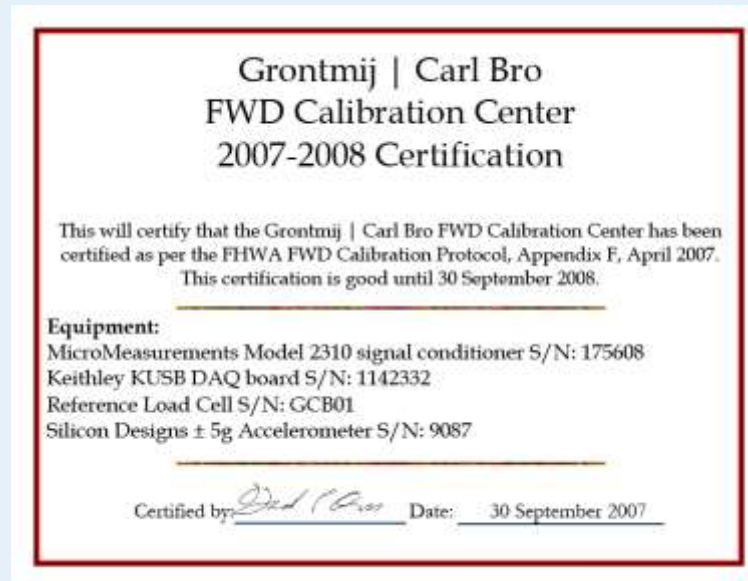 Grontmij | Carl Bro
FWD Calibration Center
2007-2008 Certification
This will certify that the Grontmij | Carl Bro FWD Calibration Center has been
certified as per the FHWA FWD Calibration Protocol, Appendix F, April 2007.
This certification is good until 30 September 2008.
Equipment:
MicroMeasurements Model 2310 signal conditioner S/N: 175608
Keithley KUSB DAQ board S/N: 1142332
Reference Load Cell S/N: GCB01
Silicon Designs ± 5g Accelerometer S/N: 9087
Certified by: Date: 30 September 2007